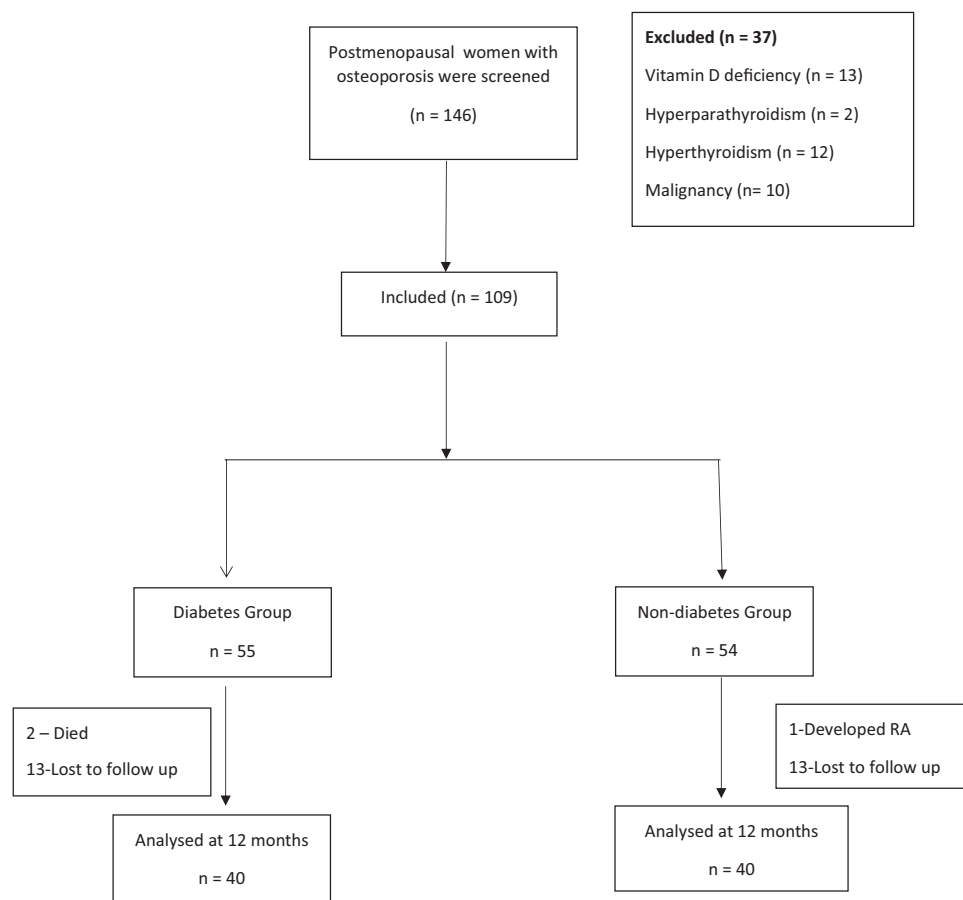 Postmenopausal women with
osteoporosis were screened
(n = 146)
Excluded (n = 37)
Vitamin D deficiency (n = 13)
Hyperparathyroidism (n = 2)
Hyperthyroidism (n = 12)
Malignancy (n= 10)
Included (n = 109)
Diabetes Group
n = 55
Non-diabetes Group
n = 54
2 – Died
13-Lost to follow up
1-Developed RA
13-Lost to follow up
Analysed at 12 months
n = 40
Analysed at 12 months
n = 40